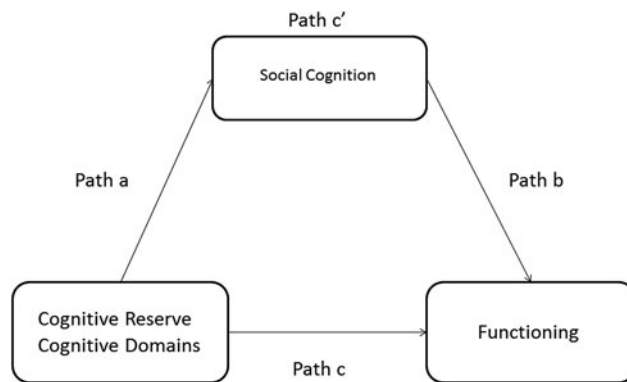 Path c’
Social Cognition
Path a
Path b
Cognitive Reserve
Cognitive Domains
Functioning
Path c